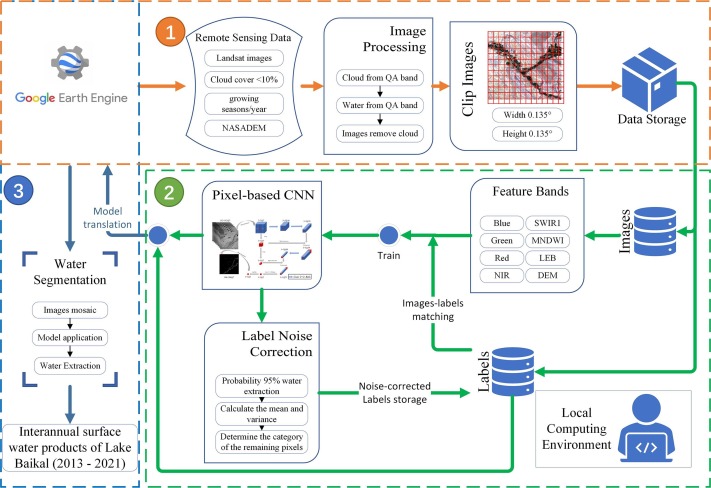 1
Google Earth Engine
Remote Sensing Data
Landsat images
Cloud cover <10%
growing
seasons/year
NASADEM
Image
Processing
Cloud from QA band
Water from QA band
Images remove cloud
Clip Images
Width 0.135°
Height 0.135°
Data Storage
3
Model
translation
Water
Segmentation
Images mosaic
Model application
Water Extraction
Interannual surface
water products of Lake
Baikal (2013 - 2021)
2
Pixel-based CNN
Train
Feature Bands
Blue
SWIR1
Green
MNDWI
Red
LEB
NIR
DEM
Images
Images-labels
matching
Label Noise
Correction
Probability 95% water
extraction
Calculate the mean and
variance
Determine the category
of the remaining pixels
Noise-corrected
Labels storage
Labels
Local
Computing
Environment